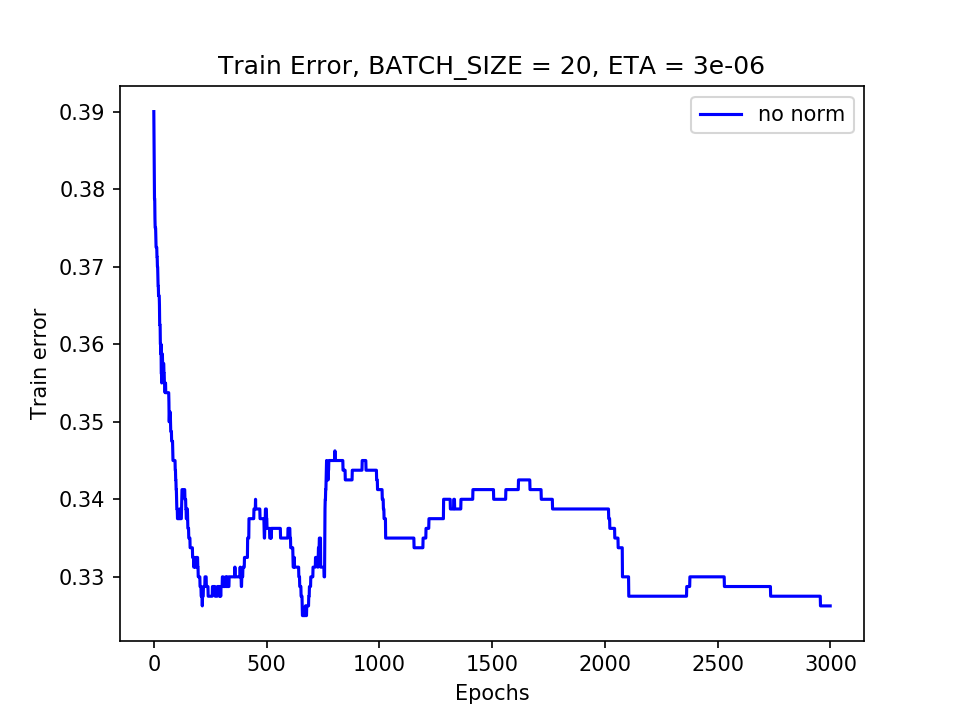 Train Error, BATCH_SIZE = 20, ETA = 3e-06
no norm
Train error
0.39
0.38
0.37
0.36
0.35
0.34
0.33
0 500 1000 1500 2000 2500 3000
Epochs